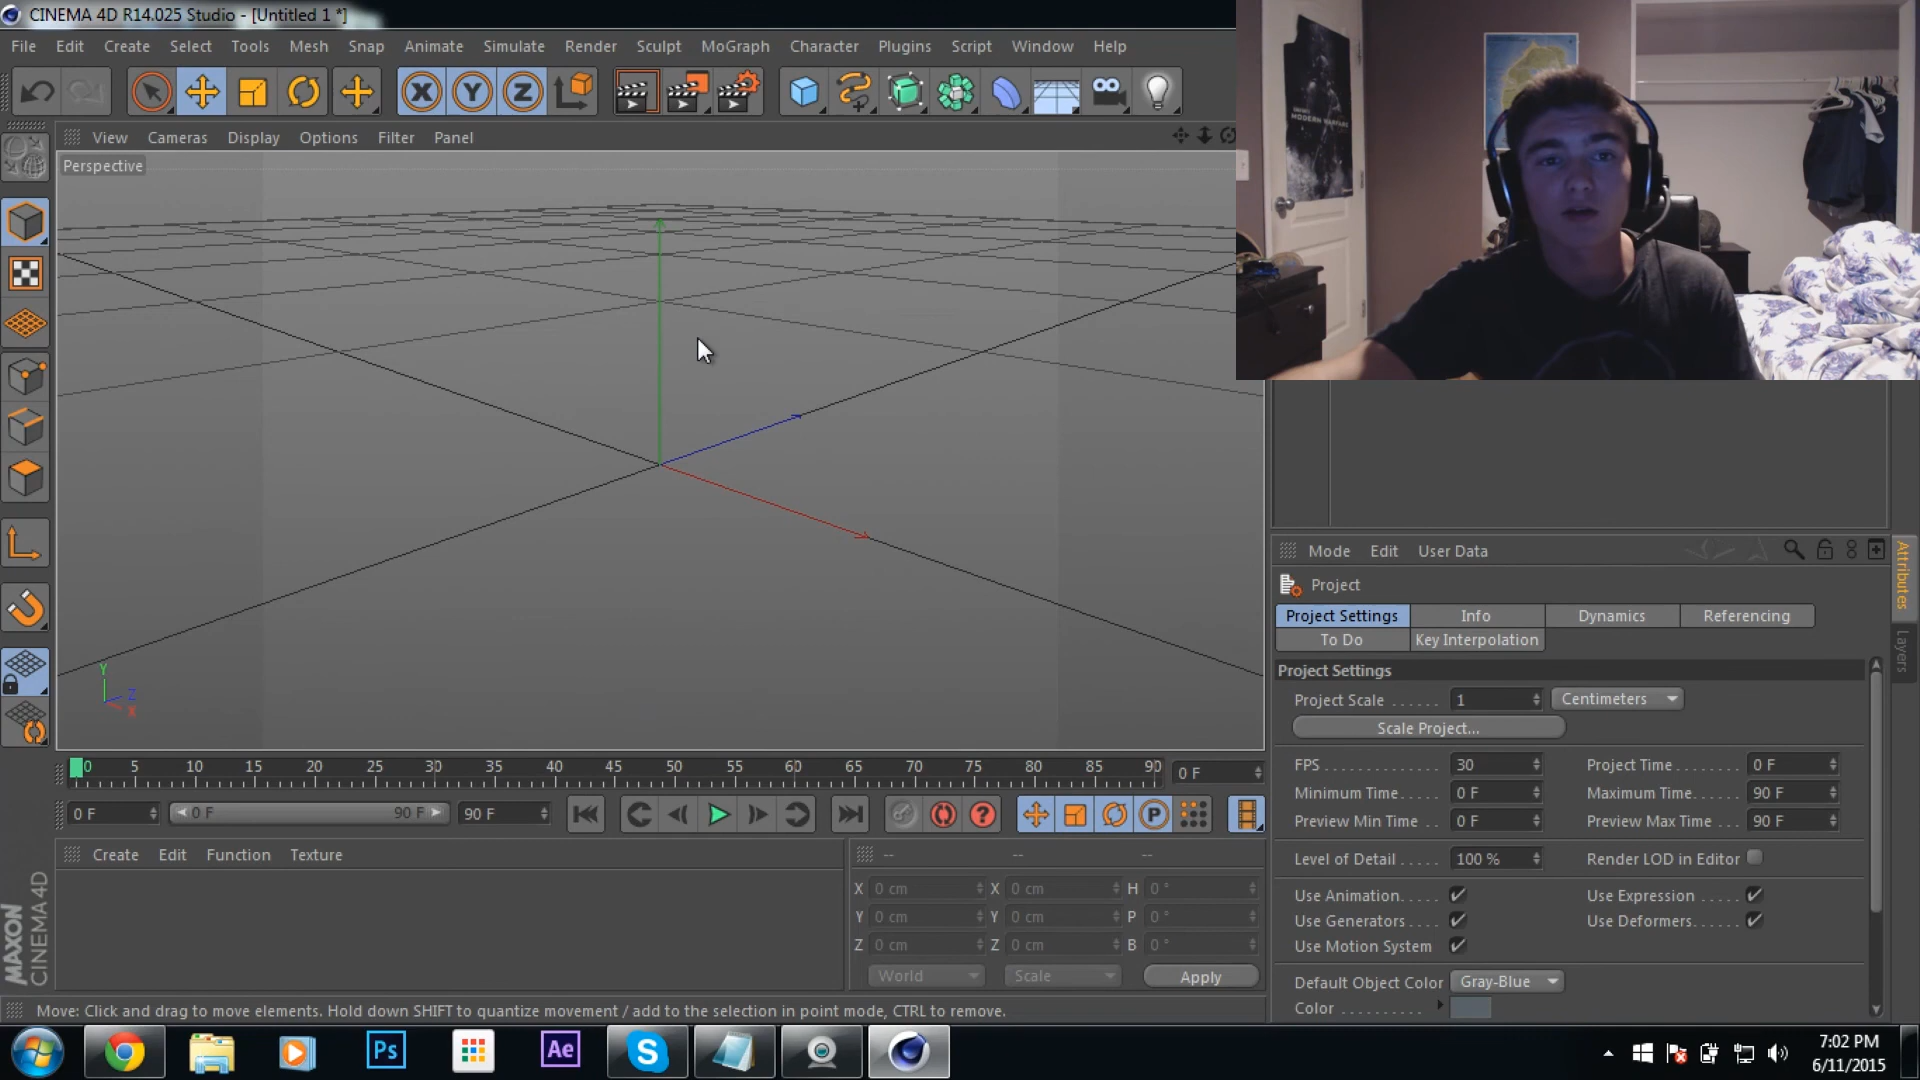 CINEMA 4D R14.025 Studio - [Untitled 1 *]
File Edit Create Select Tools Mesh Snap Animate Simulate Render Sculpt MoGraph Character Plugins Script Window Help
X Y Z
View Cameras Display Options Filter Panel
Perspective
MODERN WARFARE
Y
Z
X
Mode Edit User Data
Attributes
Layers
Project
Project Settings Info Dynamics Referencing
To Do Key Interpolation
Project Settings
Project Scale ...... 1 Centimeters
Scale Project...
FPS 30 Project Time 0 F
Minimum Time 0 F Maximum Time 90 F
Preview Min Time 0 F Preview Max Time 90 F
Level of Detail 100 % Render LOD in Editor
Use Animation Use Expression
Use Generators Use Deformers
Use Motion System
Default Object Color Gray-Blue
Color
0 5 10 15 20 25 30 35 40 45 50 55 60 65 70 75 80 85 90 0 F
0 F 0 F 90 F 90 F ? P
Create Edit Function Texture -- -- --
X 0 cm X 0 cm H 0 °
Y 0 cm Y 0 cm P 0 °
Z 0 cm Z 0 cm B 0 °
World Scale Apply
MAXON
CINEMA 4D
Move: Click and drag to move elements. Hold down SHIFT to quantize movement / add to the selection in point mode, CTRL to remove.
Ps Ae S
7:02 PM
6/11/2015